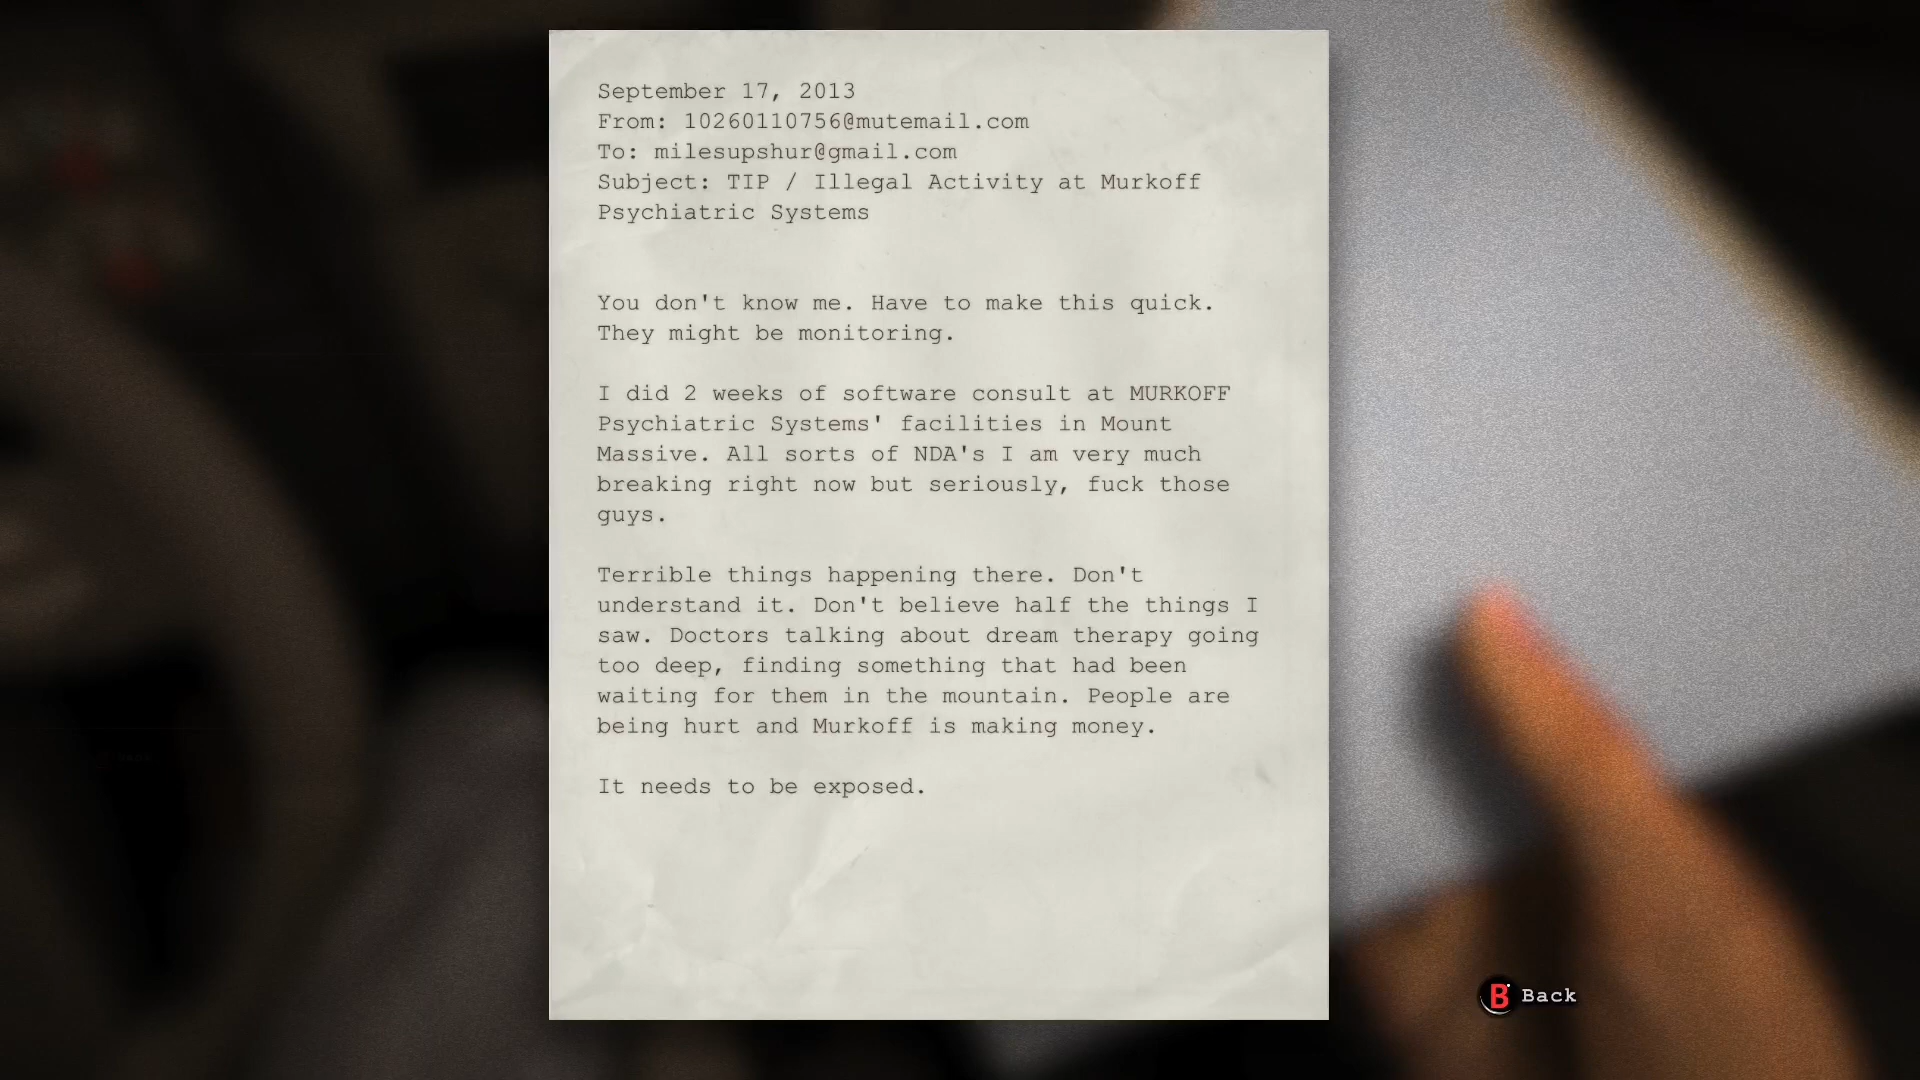 September 17, 2013
From: 10260110756@mutemail.com
To: milesupshur@gmail.com
Subject: TIP / Illegal Activity at Murkoff
Psychiatric Systems
You don't know me. Have to make this quick.
They might be monitoring.
I did 2 weeks of software consult at MURKOFF
Psychiatric Systems' facilities in Mount
Massive. All sorts of NDA's I am very much
breaking right now but seriously, fuck those
guys.
Terrible things happening there. Don't
understand it. Don't believe half the things I
saw. Doctors talking about dream therapy going
too deep, finding something that had been
waiting for them in the mountain. People are
being hurt and Murkoff is making money.
It needs to be exposed.
B Back